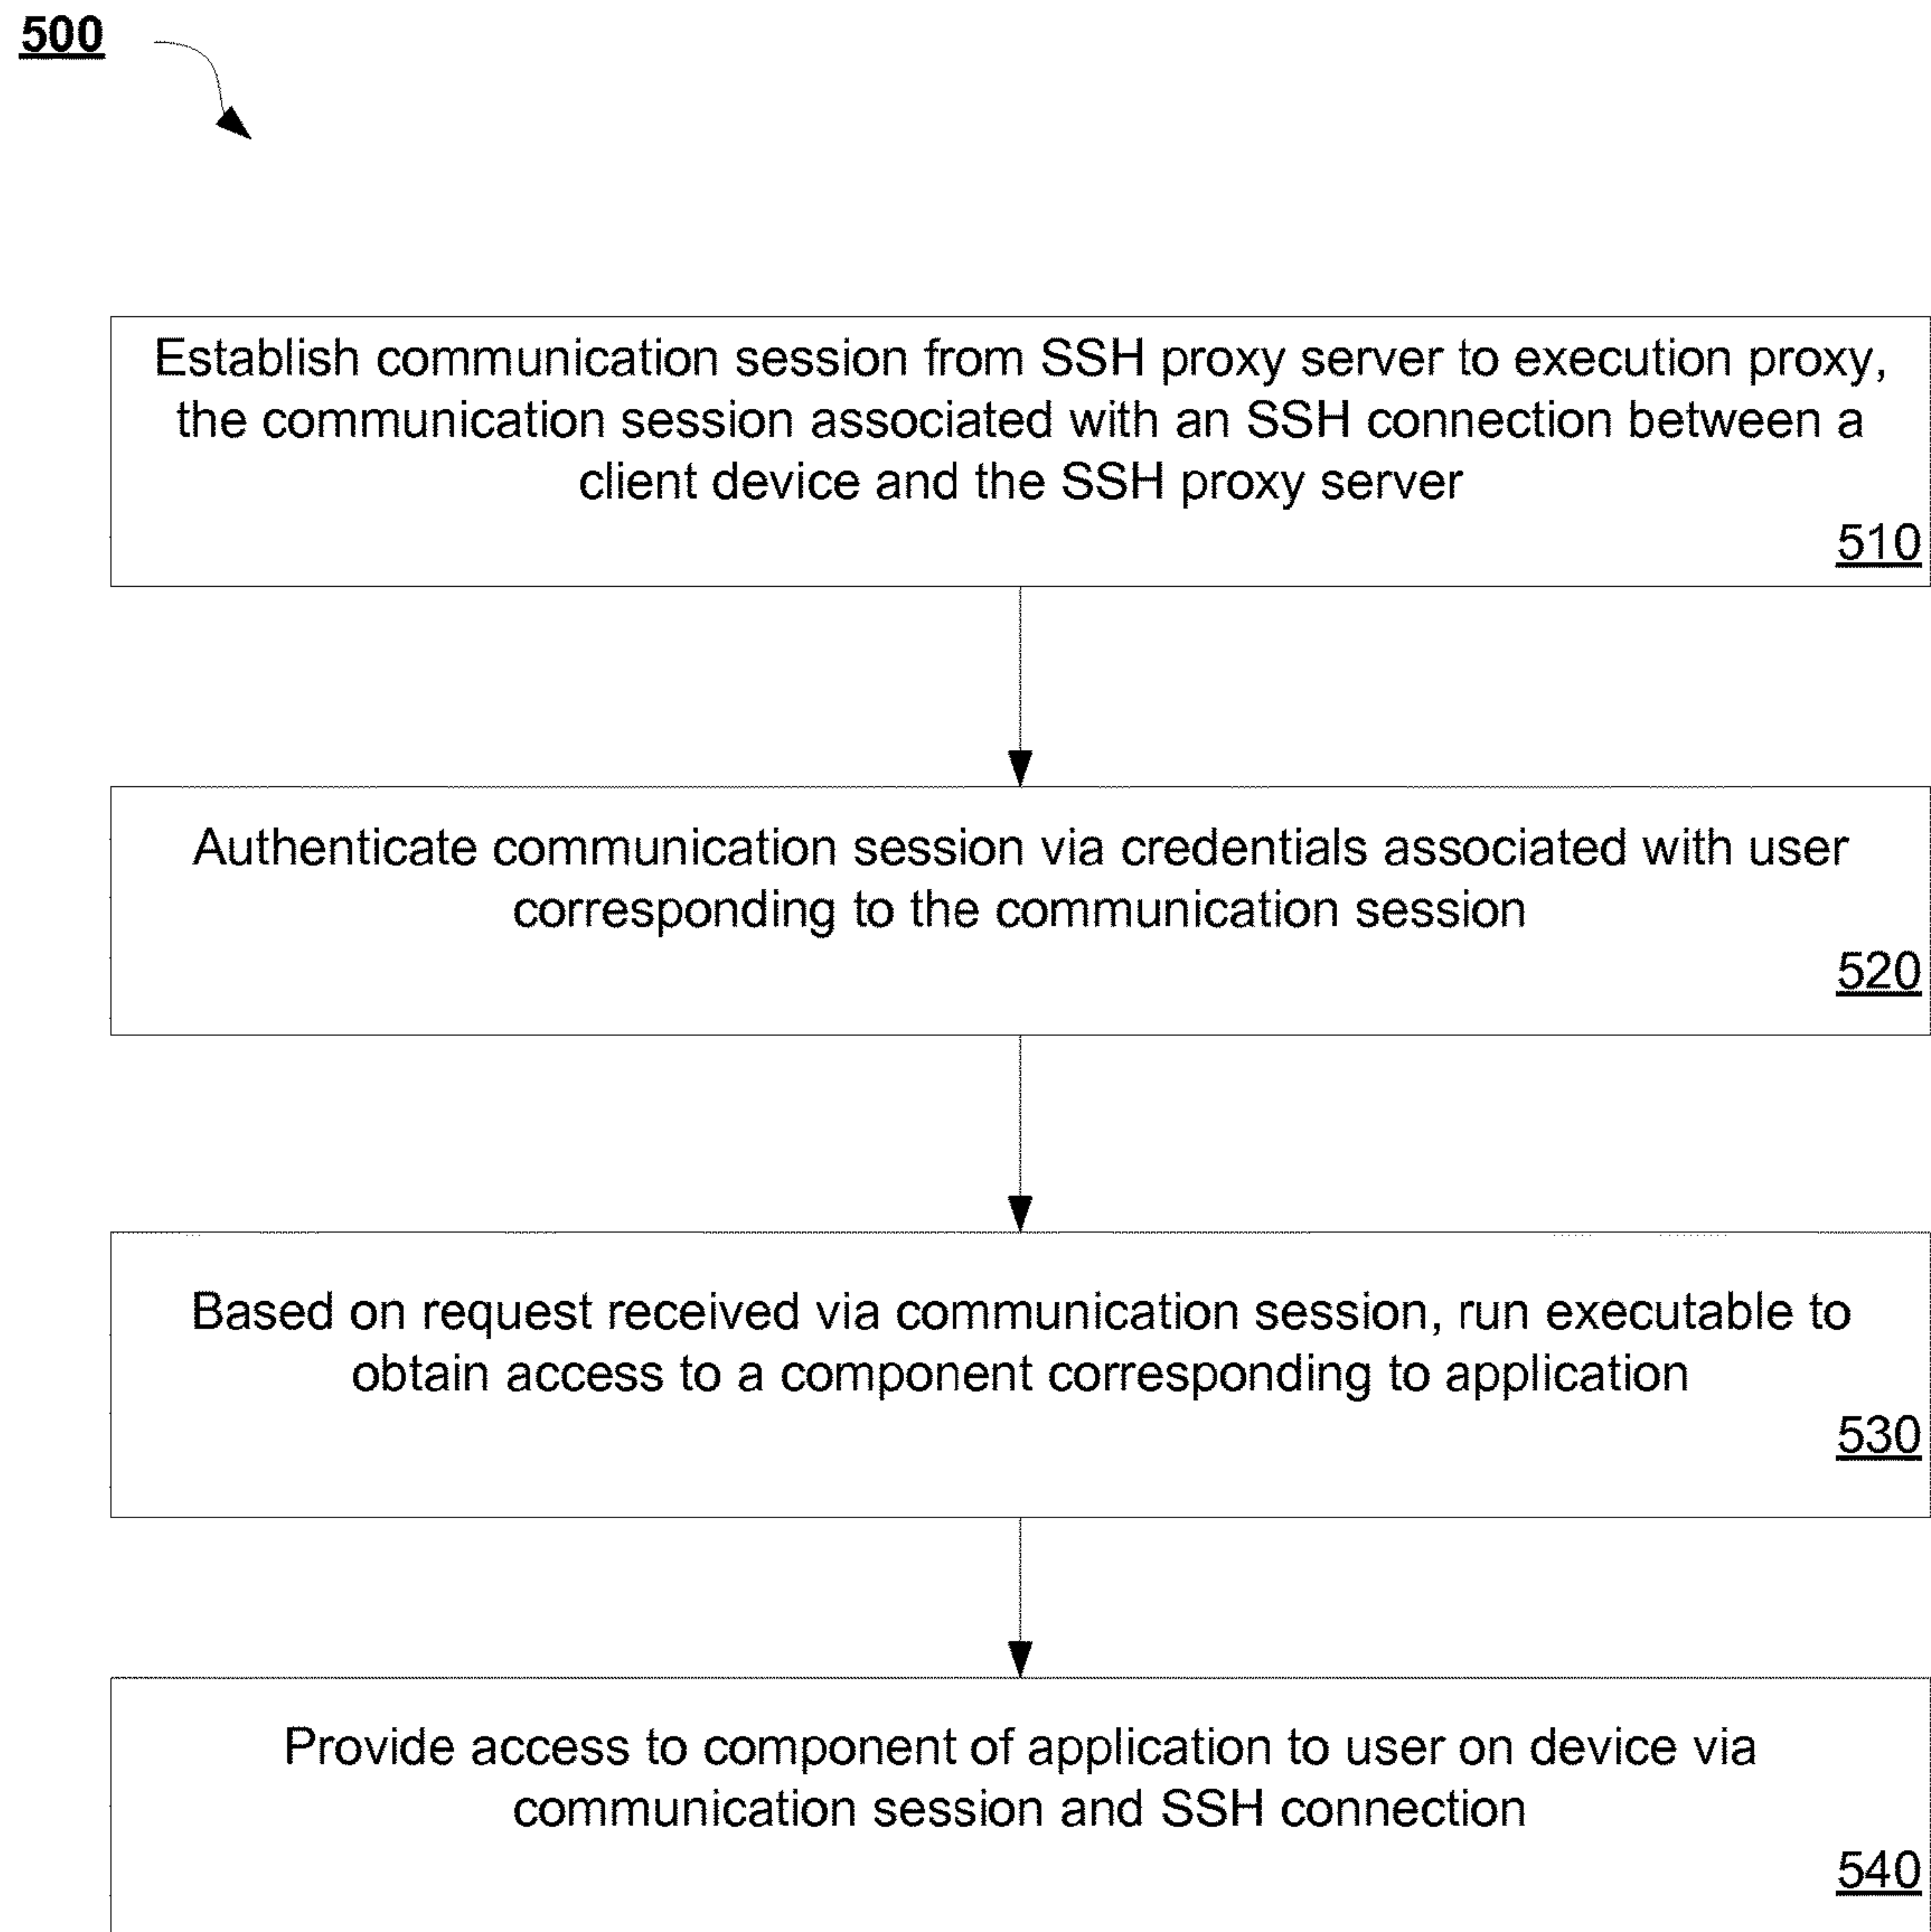 500
Establish communication session from SSH proxy server to execution proxy,
the communication session associated with an SSH connection between a
client device and the SSH proxy server
510
Authenticate communication session via credentials associated with user
corresponding to the communication session
520
Based on request received via communication session, run executable to
obtain access to a component corresponding to application
530
Provide access to component of application to user on device via
communication session and SSH connection
540